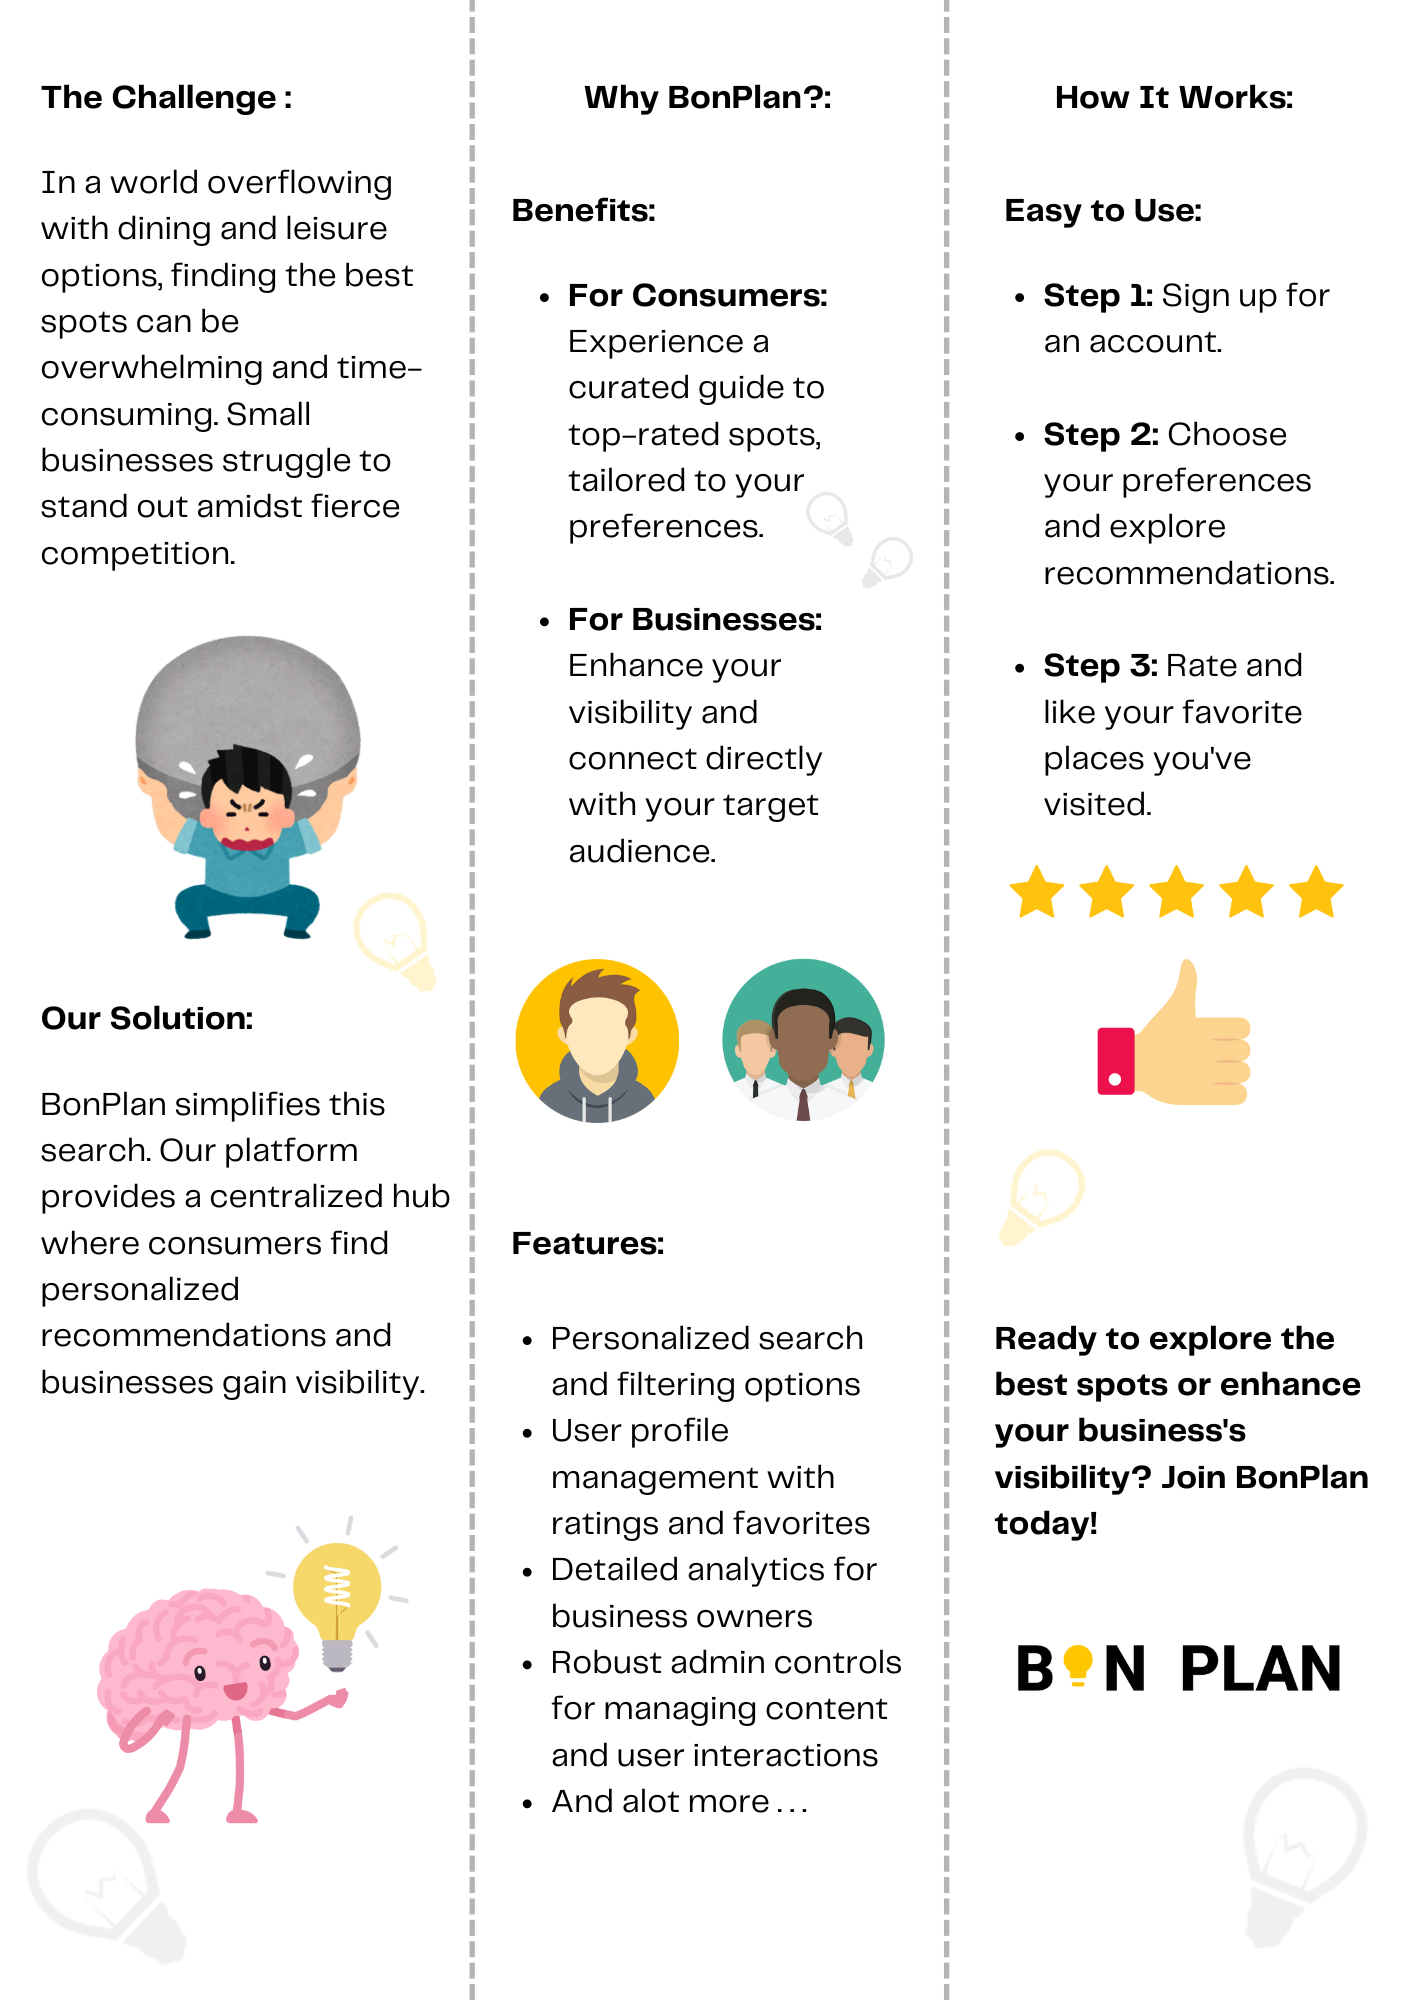 The Challenge :
In a world overflowing
with dining and leisure
options, finding the best
spots can be
overwhelming and time-
consuming. Small
businesses struggle to
stand out amidst fierce
competition.
Our Solution:
BonPlan simplifies this
search. Our platform
provides a centralized hub
where consumers find
personalized
recommendations and
businesses gain visibility.
Why BonPlan?:
Benefits:
• For Consumers:
Experience a
curated guide to
top-rated spots,
tailored to your
preferences.
• For Businesses:
Enhance your
visibility and
connect directly
with your target
audience.
Features:
• Personalized search
and filtering options
• User profile
management with
ratings and favorites
• Detailed analytics for
business owners
• Robust admin controls
for managing content
and user interactions
• And alot more ...
How It Works:
Easy to Use:
• Step 1: Sign up for
an account.
• Step 2: Choose
your preferences
and explore
recommendations.
• Step 3: Rate and
like your favorite
places you've
visited.
Ready to explore the
best spots or enhance
your business's
visibility? Join BonPlan
today!
BON PLAN